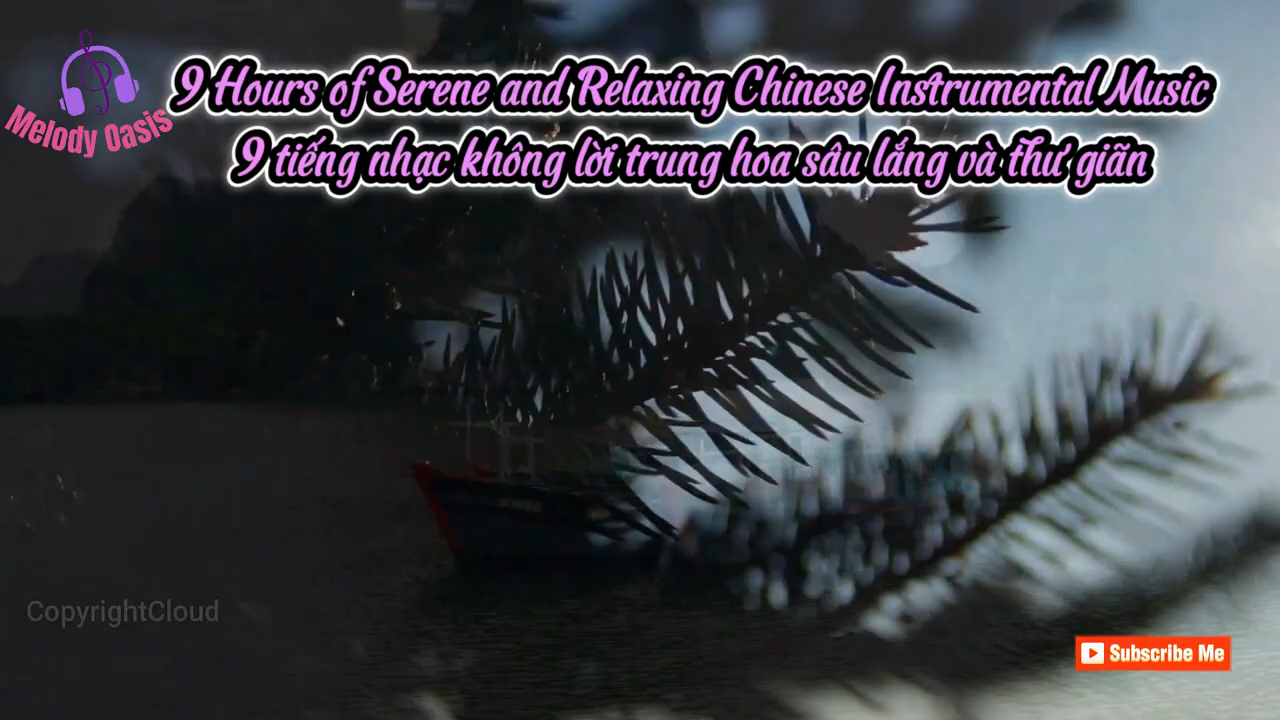 Melody Oasis
9 Hours of Serene and Relaxing Chinese Instrumental Music
9 tiếng nhạc không lời trung hoa sâu lắng và thư giãn
CopyrightCloud
Subscribe Me